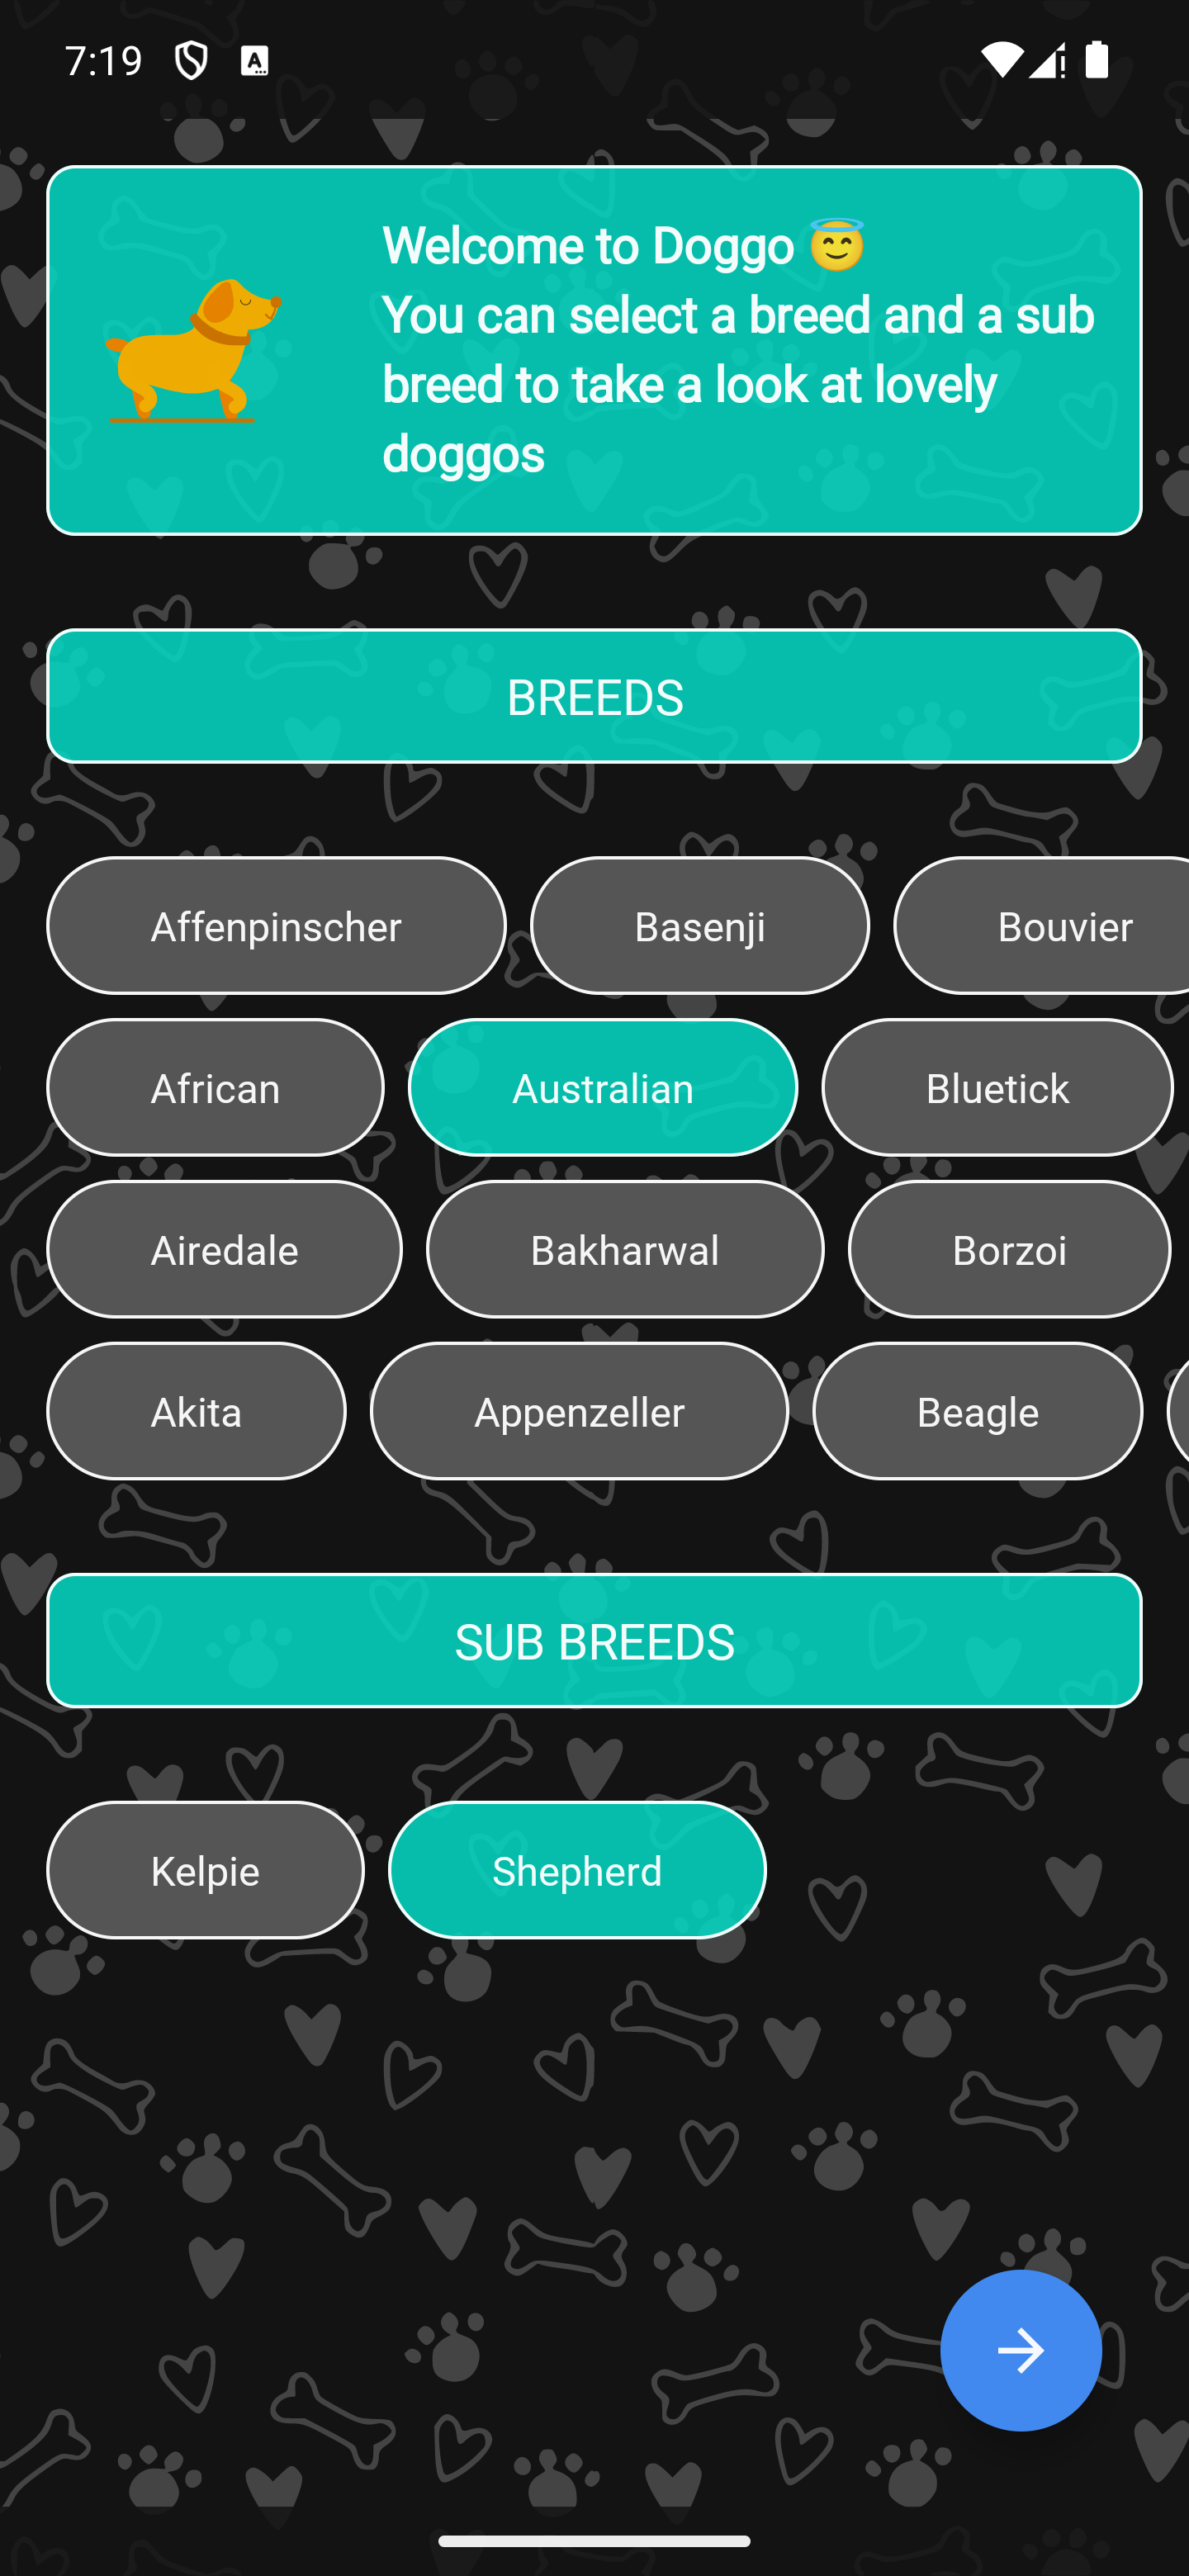 7:19
Welcome to Doggo 😇
You can select a breed and a sub
breed to take a look at lovely
doggos
BREEDS
Affenpinscher Basenji Bouvier
African Australian Bluetick
Airedale Bakharwal Borzoi
Akita Appenzeller Beagle
SUB BREEDS
Kelpie Shepherd